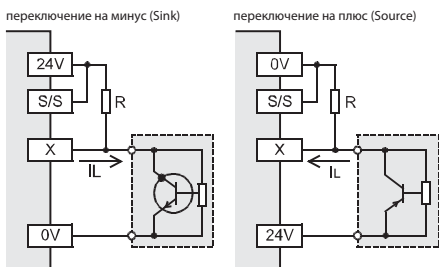 переключение на минус (Sink)
24V
S/S
R
X
IL
0V
переключение на плюс (Source)
0V
S/S
R
X
IL
24V